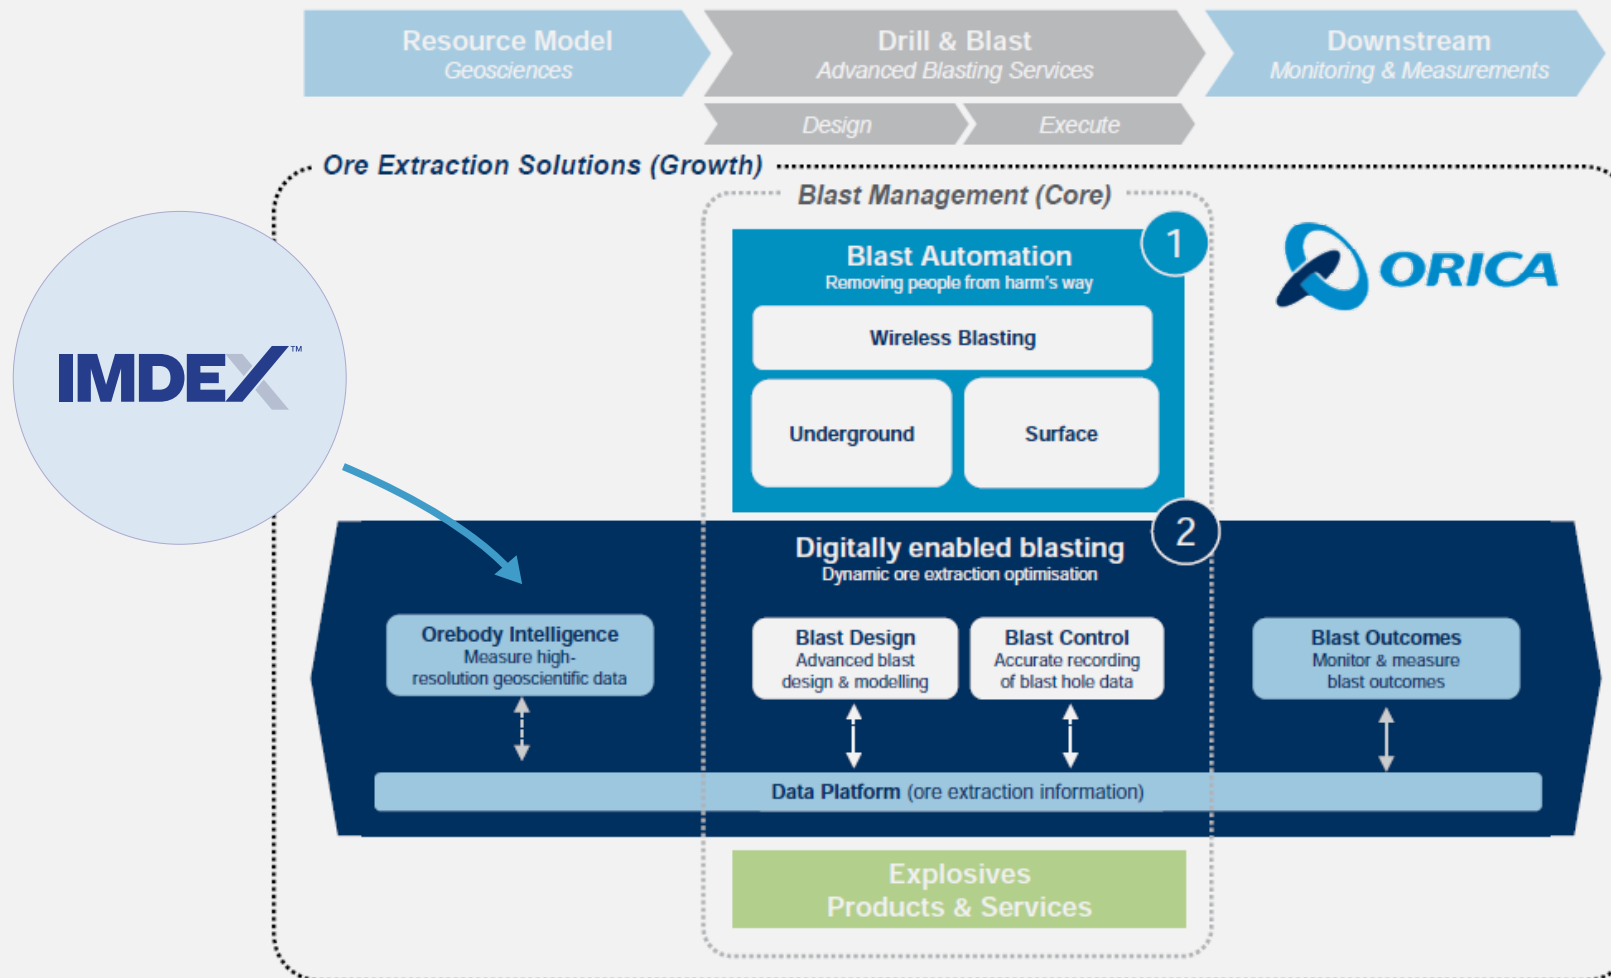 Resource Model
Geosciences
Drill & Blast
Advanced Blasting Services
Downstream
Monitoring & Measurements
Design
Execute
Ore Extraction Solutions (Growth)
Blast Management (Core)
1
Blast Automation
Removing people from harm's way
Wireless Blasting
Underground
Surface
ORICA
IMDEX™
2
Digitally enabled blasting
Dynamic ore extraction optimisation
Orebody Intelligence
Measure high-
resolution geoscientific data
Blast Design
Advanced blast
design & modelling
Blast Control
Accurate recording
of blast hole data
Blast Outcomes
Monitor & measure
blast outcomes
Data Platform (ore extraction information)
Explosives
Products & Services